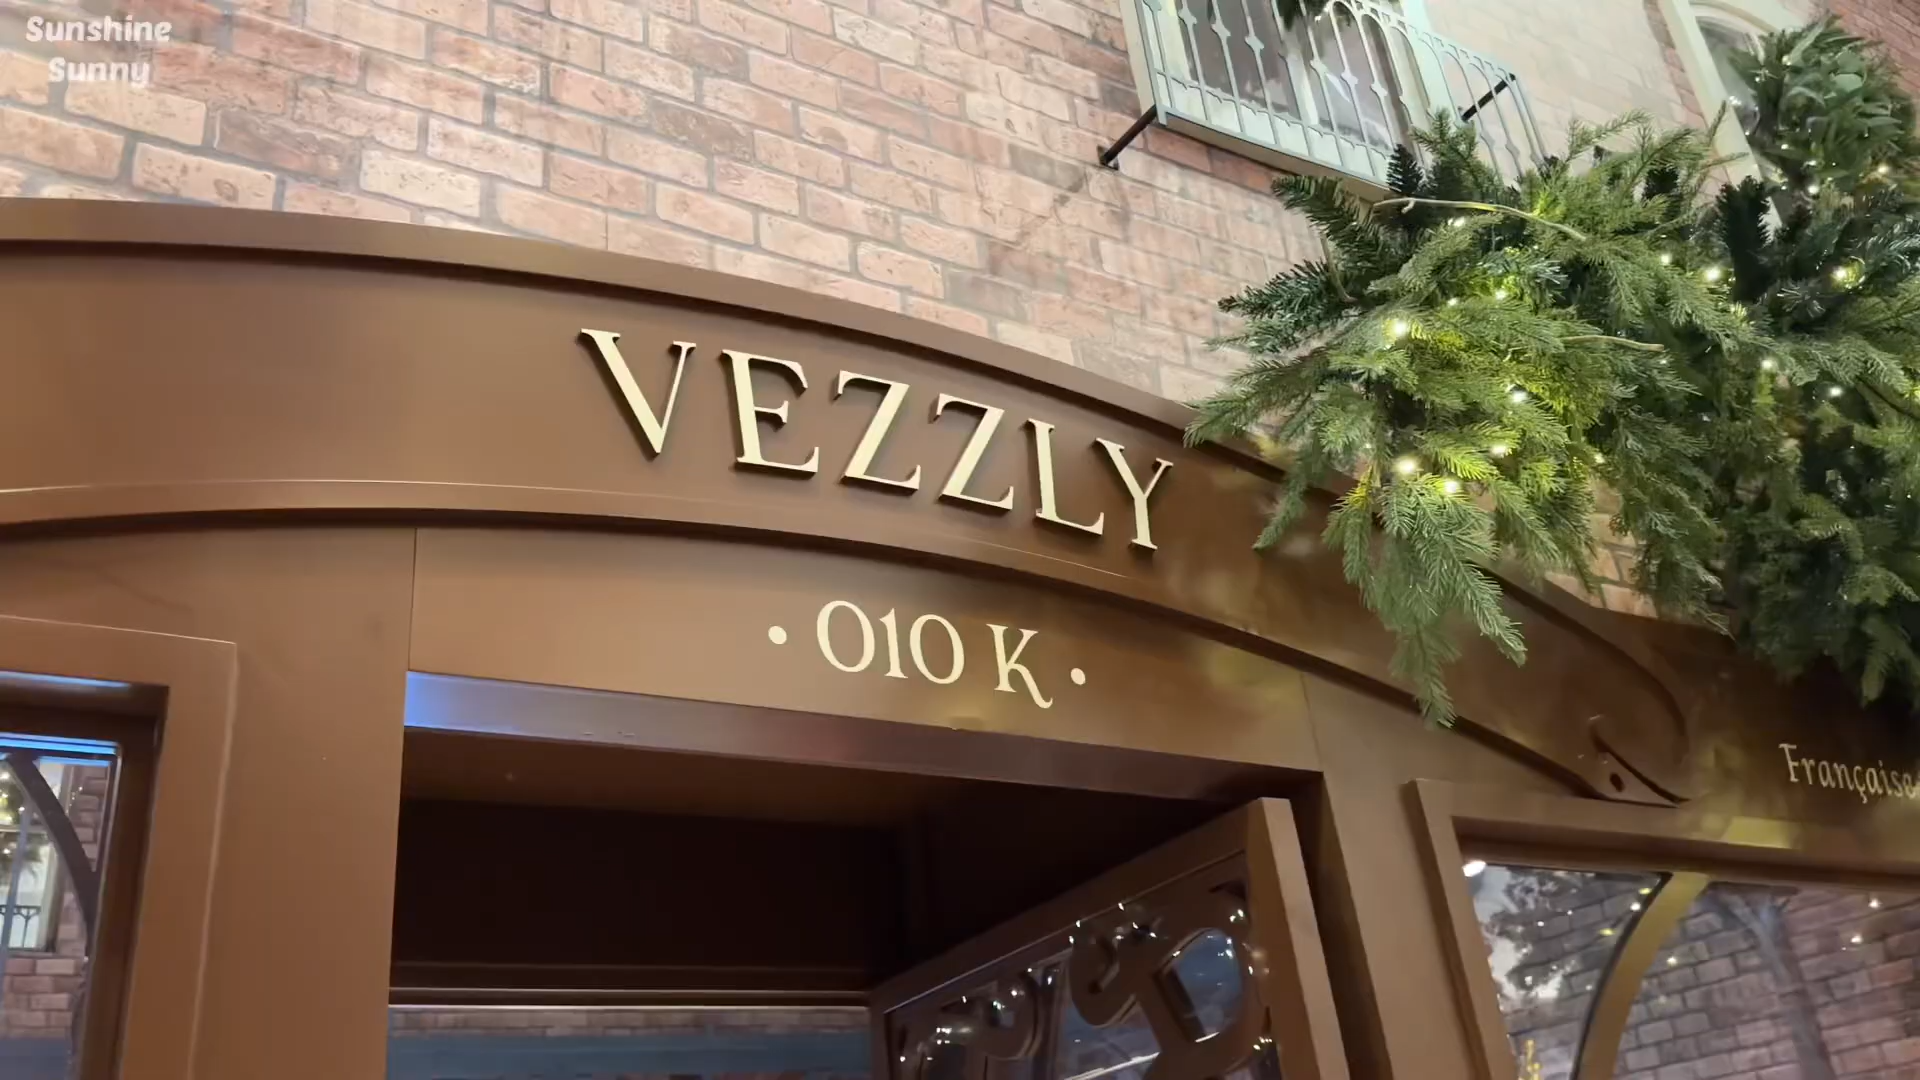 Sunshine
Sunny
VEZZLY
• 010 K •
Française